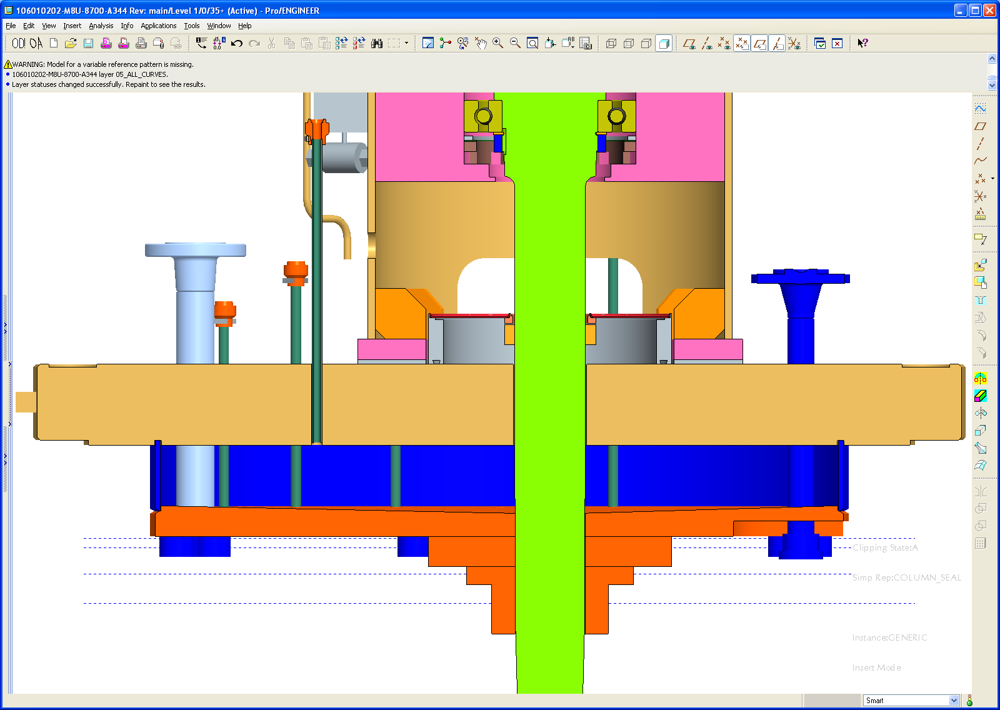 106010202-M8U-8700-A344 Rev: main/Level 1/0/35+ (Active) - Pro/ENGINEER
File Edit View Insert Analysis Info Applications Tools Window Help
WARNING: Model for a variable reference pattern is missing.
106010202-M8U-8700-A344 layer 05_ALL_CURVES.
Layer statuses changed successfully. Repaint to see the results.
Clipping State:A
Simp Rep:COLUMN_SEAL
Instance:GENERIC
Insert Mode
Smart